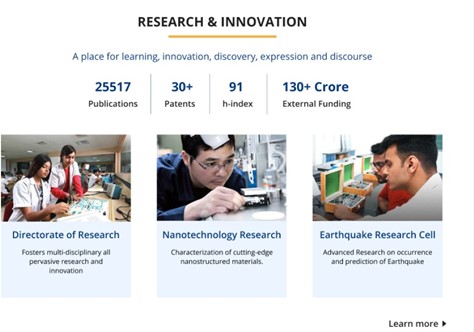 RESEARCH & INNOVATION
A place for learning, innovation, discovery, expression and discourse
25517
Publications
30+
Patents
91
h-index
130+ Crore
External Funding
Directorate of Research
Fosters multi-disciplinary all
pervasive research and
innovation
Nanotechnology Research
Characterization of cutting-edge
nanostructured materials.
Earthquake Research Cell
Advanced Research on occurrence
and prediction of Earthquake
Learn more